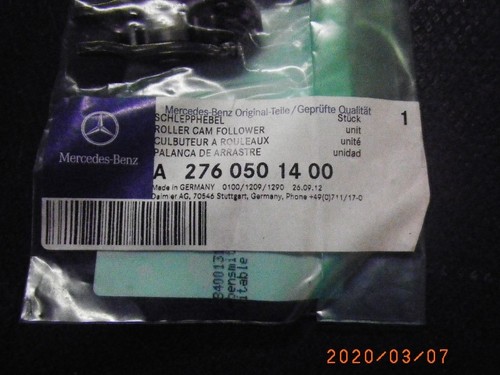 Mercedes-Benz Original-Teile/Geprüfte Qualität
SCHLEPPHEBEL Stück 1
ROLLER CAM FOLLOWER unit
CULBUTEUR A ROULEAUX unité
PALANCA DE ARRASTRE unidad
Mercedes-Benz
A 276 050 14 00
Made in GERMANY 0100/1209/1290 26.09.12
Daimler AG, 70546 Stuttgart, Germany, Phone +49(0)711/17-0
2020/03/07